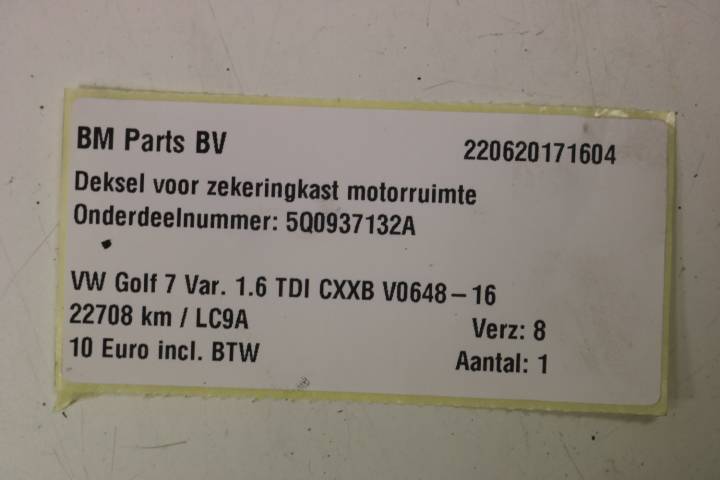 BM Parts BV 220620171604
Deksel voor zekeringkast motorruimte
Onderdeelnummer: 5Q0937132A
VW Golf 7 Var. 1.6 TDI CXXB V0648-16
22708 km / LC9A Verz: 8
10 Euro incl. BTW Aantal: 1